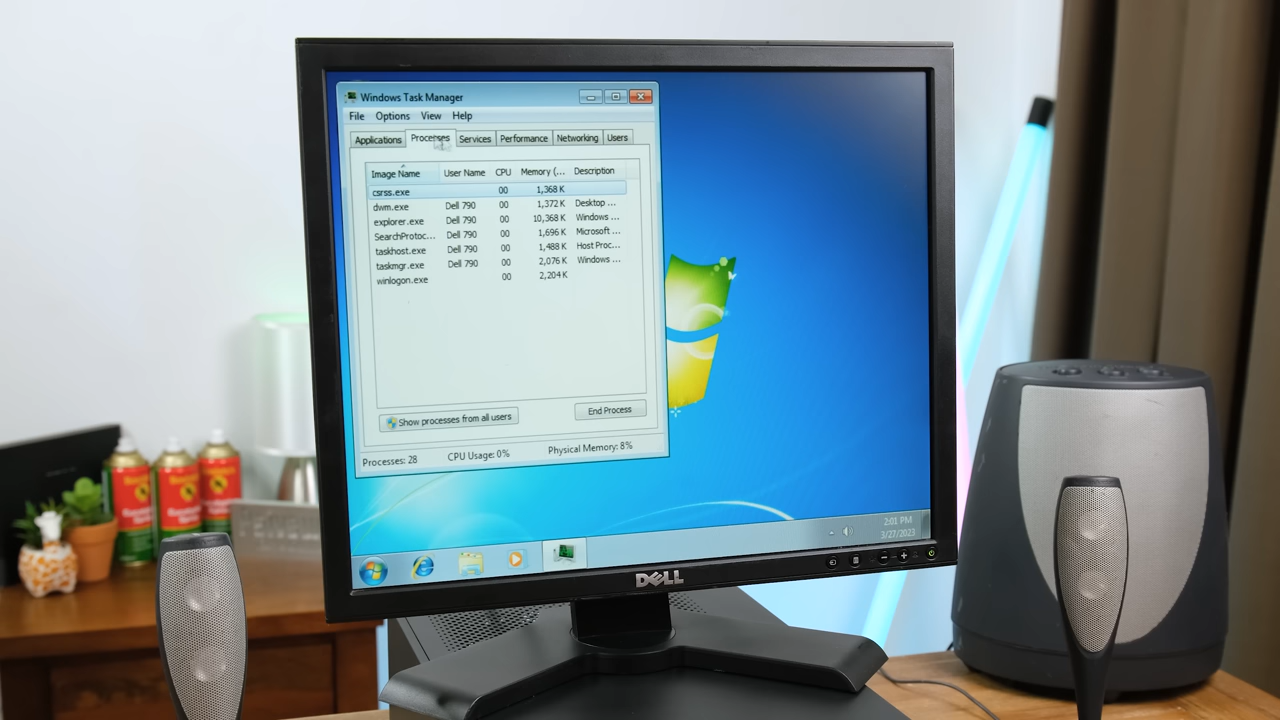 Windows Task Manager
File Options View Help
Applications Processes Services Performance Networking Users
Image Name User Name CPU Memory (... Description
csrss.exe 00 1,368 K
dwm.exe Dell 790 00 1,372 K Desktop ...
explorer.exe Dell 790 00 10,368 K Windows ...
SearchProtoc... Dell 790 00 1,696 K Microsoft ...
taskhost.exe Dell 790 00 1,488 K Host Proc...
taskmgr.exe Dell 790 00 2,076 K Windows ...
winlogon.exe 00 2,204 K
Show processes from all users End Process
Processes: 28 CPU Usage: 0% Physical Memory: 8%
2:01 PM
3/27/2023
DELL